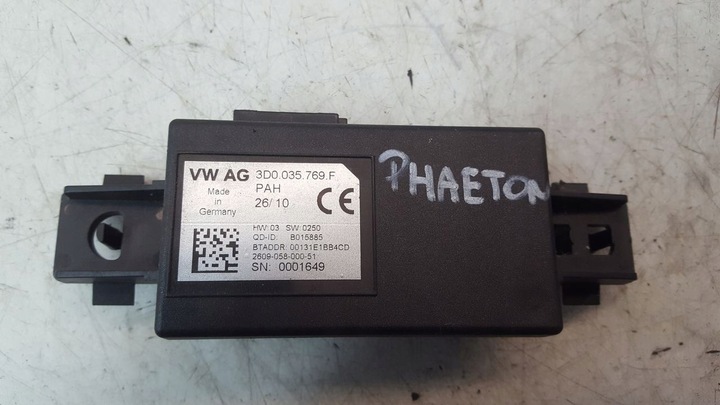 VW AG 3D0.035.769.F
Made in Germany
PAH
26/10
CE
HW: 03 SW: 0250
QD-ID: B015885
BTADDR: 00131E1BB4CD
2609-058-000-51
SN: 0001649
PHAETON